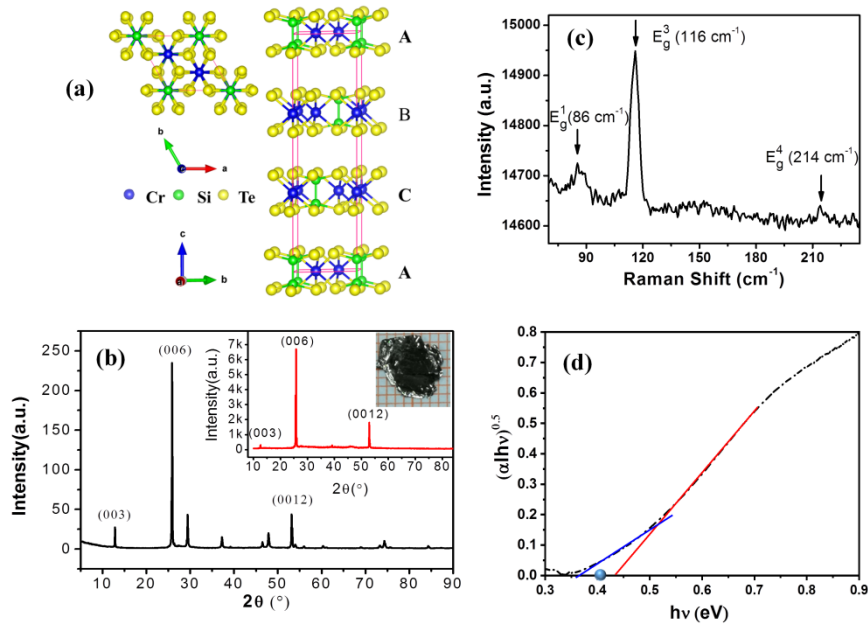 (a)
b
a
Cr Si Te
c
a b
A
B
C
A
(c)
E_g^1 (86 cm^-1)
E_g^3 (116 cm^-1)
E_g^4 (214 cm^-1)
15000
14900
14800
14700
14600
Intensity (a.u.)
90 120 150 180 210
Raman Shift (cm^-1)
(b)
(003)
(006)
(0012)
250
200
150
100
50
0
Intensity(a.u.)
10 20 30 40 50 60 70 80 90
2θ (°)
(003)
(006)
(0012)
7k
6k
5k
4k
3k
2k
1k
0
Intensity(a.u.)
10 20 30 40 50 60 70 80
2θ(°)
(d)
0.8
0.7
0.6
0.5
0.4
0.3
0.2
0.1
0.0
(αIhν)^0.5
0.3 0.4 0.5 0.6 0.7 0.8 0.9
hν (eV)